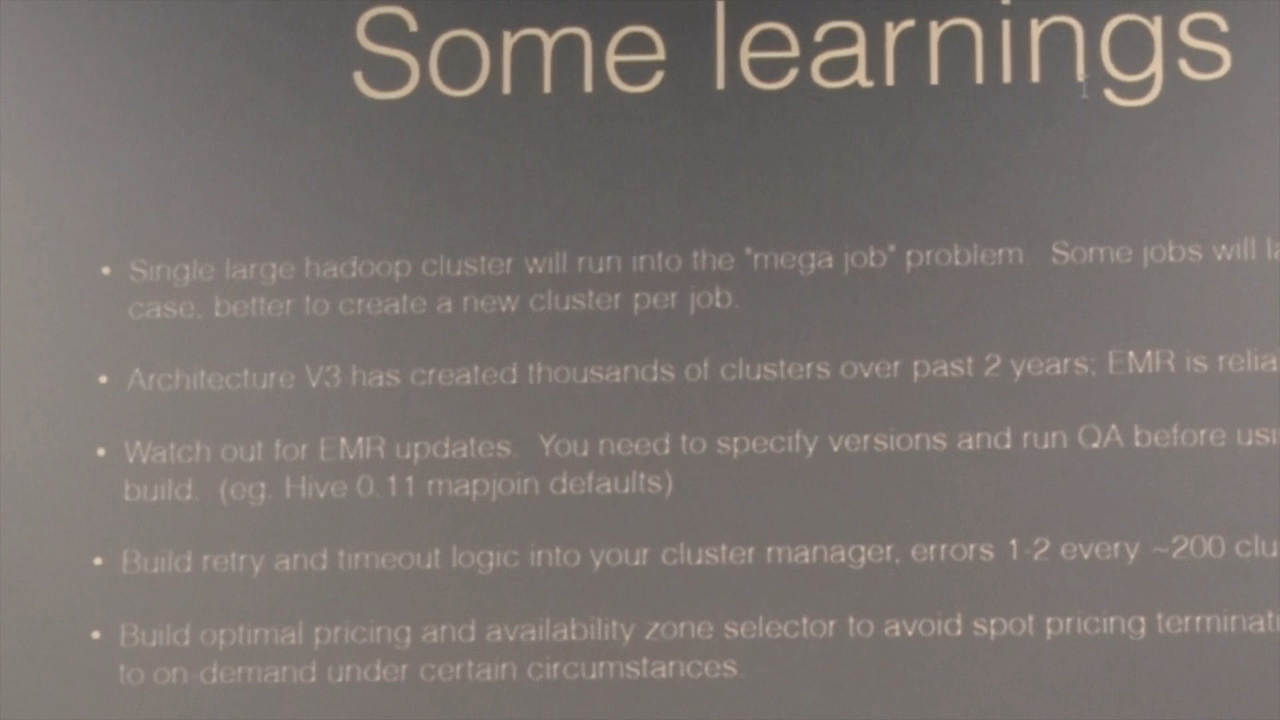 Some learnings
• Single large hadoop cluster will run into the "mega job" problem. Some jobs will
case, better to create a new cluster per job.
• Architecture V3 has created thousands of clusters over past 2 years; EMR is
• Watch out for EMR updates. You need to specify versions and run QA before
build. (eg. Hive 0.11 mapjoin defaults)
• Build retry and timeout logic into your cluster manager, errors 1-2 every ~200
• Build optimal pricing and availability zone selector to avoid spot pricing
to on-demand under certain circumstances.